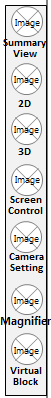 Image
Summary
View
Image
2D
Image
3D
Image
Screen
Control
Image
Camera
Setting
Image
Magnifier
Image
Virtual
Block